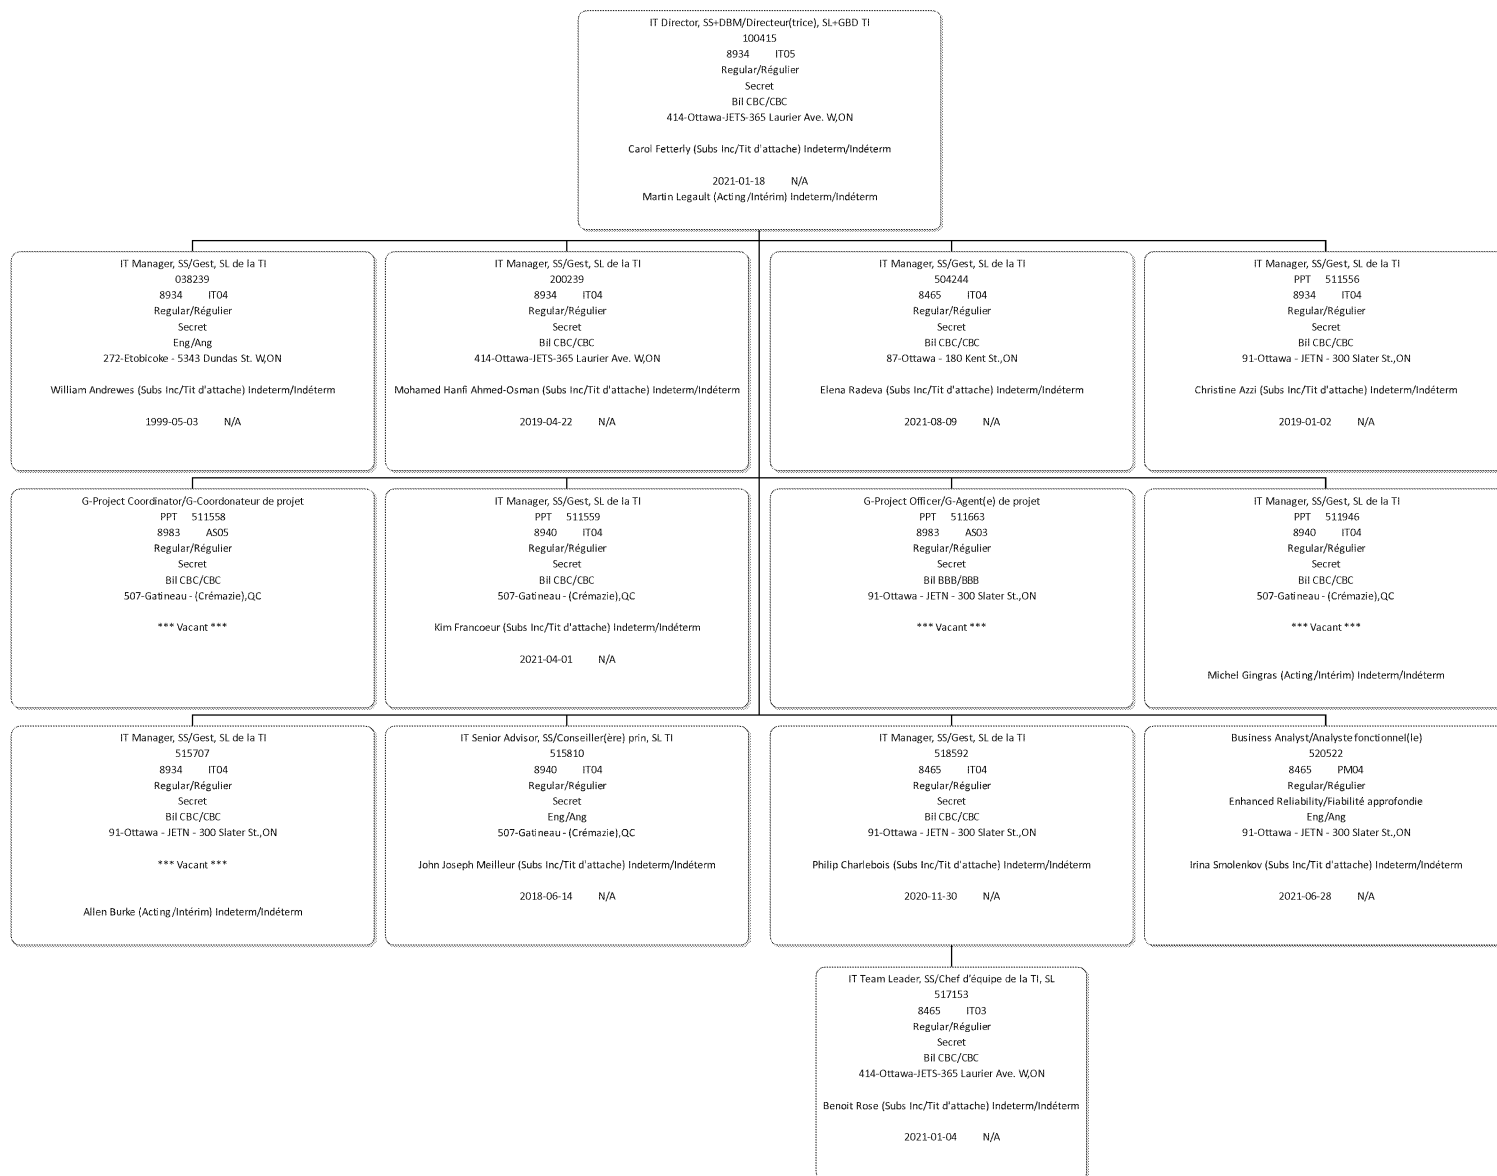 IT Director, SS+DBM/Directeur(trice), SL+GBD TI
100415
8934 IT05
Regular/Régulier
Secret
Bil CBC/CBC
414-Ottawa-JETS-365 Laurier Ave. W,ON
Carol Fetterly (Subs Inc/Tit d'attache) Indeterm/Indéterm
2021-01-18 N/A
Martin Legault (Acting/Intérim) Indeterm/Indéterm
IT Manager, SS/Gest, SL de la TI
038239
8934 IT04
Regular/Régulier
Secret
Eng/Ang
272-Etobicoke - 5343 Dundas St. W,ON
William Andrewes (Subs Inc/Tit d'attache) Indeterm/Indéterm
1999-05-03 N/A
IT Manager, SS/Gest, SL de la TI
200239
8934 IT04
Regular/Régulier
Secret
Bil CBC/CBC
414-Ottawa-JETS-365 Laurier Ave. W,ON
Mohamed Hanfi Ahmed-Osman (Subs Inc/Tit d'attache) Indeterm/Indéterm
2019-04-22 N/A
IT Manager, SS/Gest, SL de la TI
504244
8465 IT04
Regular/Régulier
Secret
Bil CBC/CBC
87-Ottawa - 180 Kent St.,ON
Elena Radeva (Subs Inc/Tit d'attache) Indeterm/Indéterm
2021-08-09 N/A
IT Manager, SS/Gest, SL de la TI
PPT 511556
8934 IT04
Regular/Régulier
Secret
Bil CBC/CBC
91-Ottawa - JETN - 300 Slater St.,ON
Christine Azzi (Subs Inc/Tit d'attache) Indeterm/Indéterm
2019-01-02 N/A
G-Project Coordinator/G-Coordonateur de projet
PPT 511558
8983 AS05
Regular/Régulier
Secret
Bil CBC/CBC
507-Gatineau - (Crémazie),QC
*** Vacant ***
IT Manager, SS/Gest, SL de la TI
PPT 511559
8940 IT04
Regular/Régulier
Secret
Bil CBC/CBC
507-Gatineau - (Crémazie),QC
Kim Francoeur (Subs Inc/Tit d'attache) Indeterm/Indéterm
2021-04-01 N/A
G-Project Officer/G-Agent(e) de projet
PPT 511663
8983 AS03
Regular/Régulier
Secret
Bil BBB/BBB
91-Ottawa - JETN - 300 Slater St.,ON
*** Vacant ***
IT Manager, SS/Gest, SL de la TI
PPT 511946
8940 IT04
Regular/Régulier
Secret
Bil CBC/CBC
507-Gatineau - (Crémazie),QC
*** Vacant ***
Michel Gingras (Acting/Intérim) Indeterm/Indéterm
IT Manager, SS/Gest, SL de la TI
515707
8934 IT04
Regular/Régulier
Secret
Bil CBC/CBC
91-Ottawa - JETN - 300 Slater St.,ON
*** Vacant ***
Allen Burke (Acting/Intérim) Indeterm/Indéterm
IT Senior Advisor, SS/Conseiller(ère) prin, SL TI
515810
8940 IT04
Regular/Régulier
Secret
Eng/Ang
507-Gatineau - (Crémazie),QC
John Joseph Meilleur (Subs Inc/Tit d'attache) Indeterm/Indéterm
2018-06-14 N/A
IT Manager, SS/Gest, SL de la TI
518592
8465 IT04
Regular/Régulier
Secret
Bil CBC/CBC
91-Ottawa - JETN - 300 Slater St.,ON
Philip Charlebois (Subs Inc/Tit d'attache) Indeterm/Indéterm
2020-11-30 N/A
Business Analyst/Analyste fonctionnel(le)
520522
8465 PM04
Regular/Régulier
Enhanced Reliability/Fiabilité approfondie
Eng/Ang
91-Ottawa - JETN - 300 Slater St.,ON
Irina Smolenkov (Subs Inc/Tit d'attache) Indeterm/Indéterm
2021-06-28 N/A
IT Team Leader, SS/Chef d'équipe de la TI, SL
517153
8465 IT03
Regular/Régulier
Secret
Bil CBC/CBC
414-Ottawa-JETS-365 Laurier Ave. W,ON
Benoit Rose (Subs Inc/Tit d'attache) Indeterm/Indéterm
2021-01-04 N/A